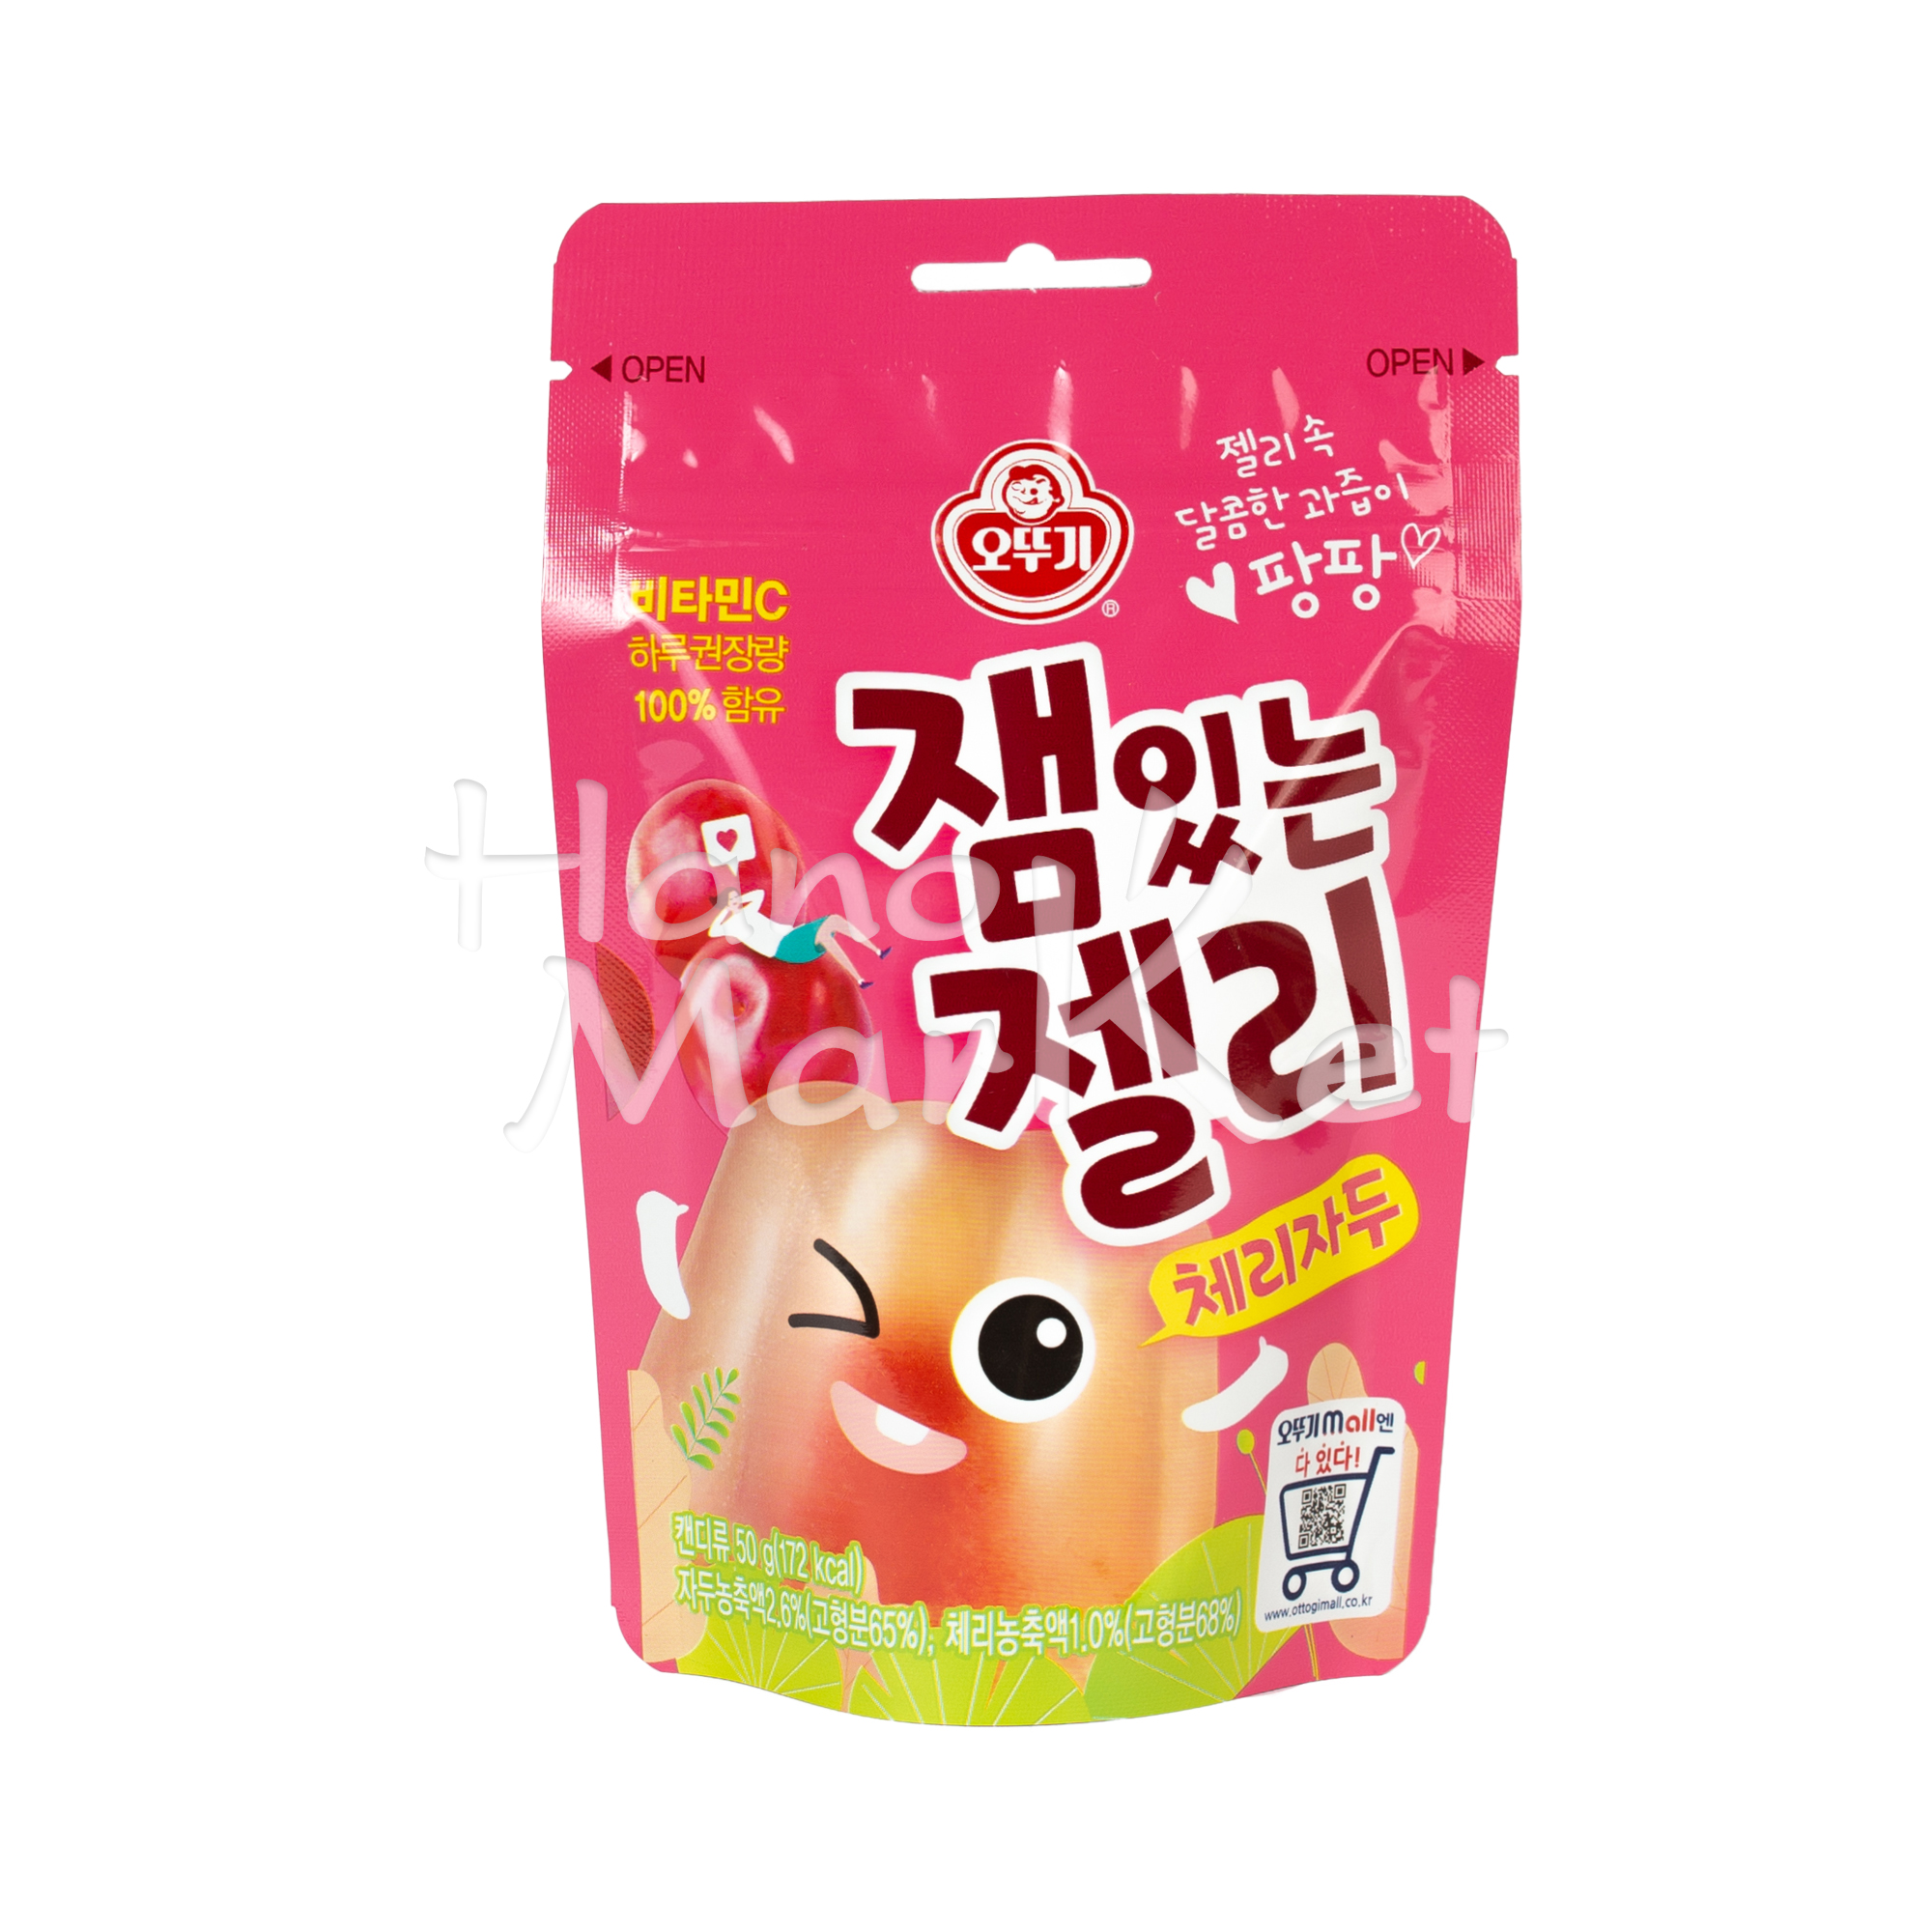 OPEN
OPEN
젤리 속
달콤한 과즙이
팡팡
오뚜기
®
비타민C
하루권장량
100% 함유
잼있는
젤리
Hanok
Market
체리자두
오뚜기mall엔
다 있다!
www.ottogimall.co.kr
캔디류 50 g(172 kcal)
자두농축액2.6%(고형분65%), 체리농축액1.0%(고형분68%)